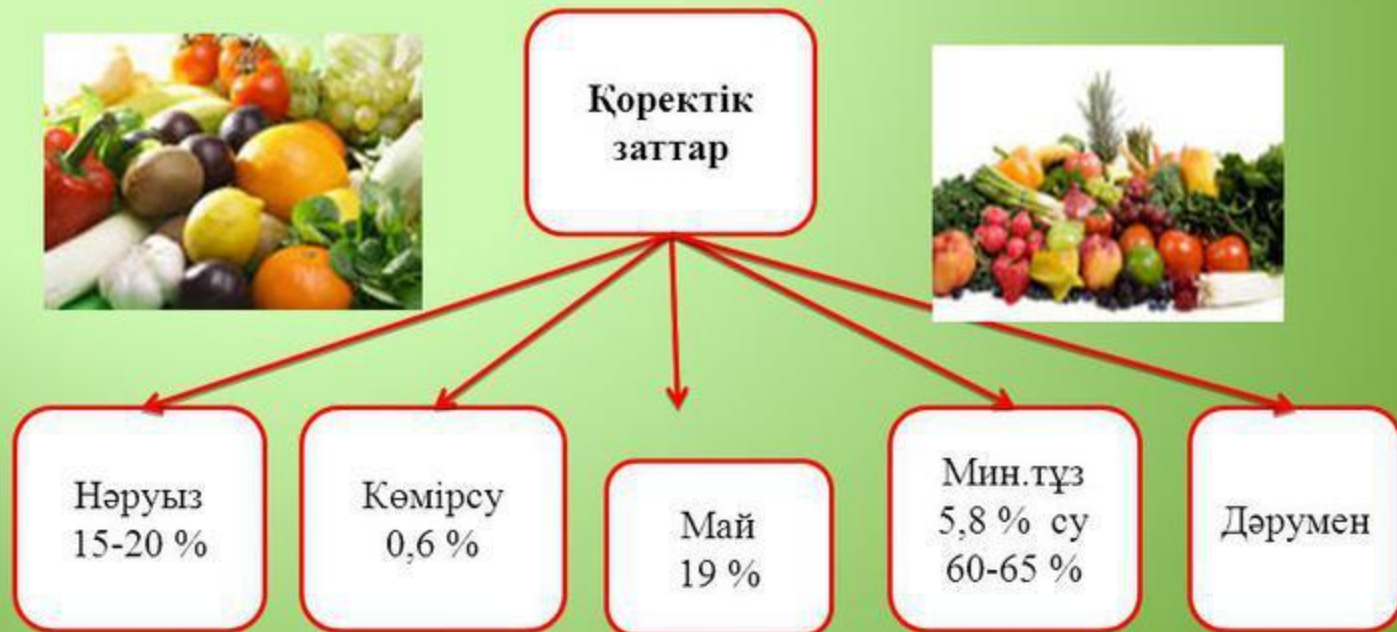 Қоректік
заттар
Нәруыз
15-20 %
Көмірсу
0,6 %
Май
19 %
Мин.тұз
5,8 % су
60-65 %
Дәрумен